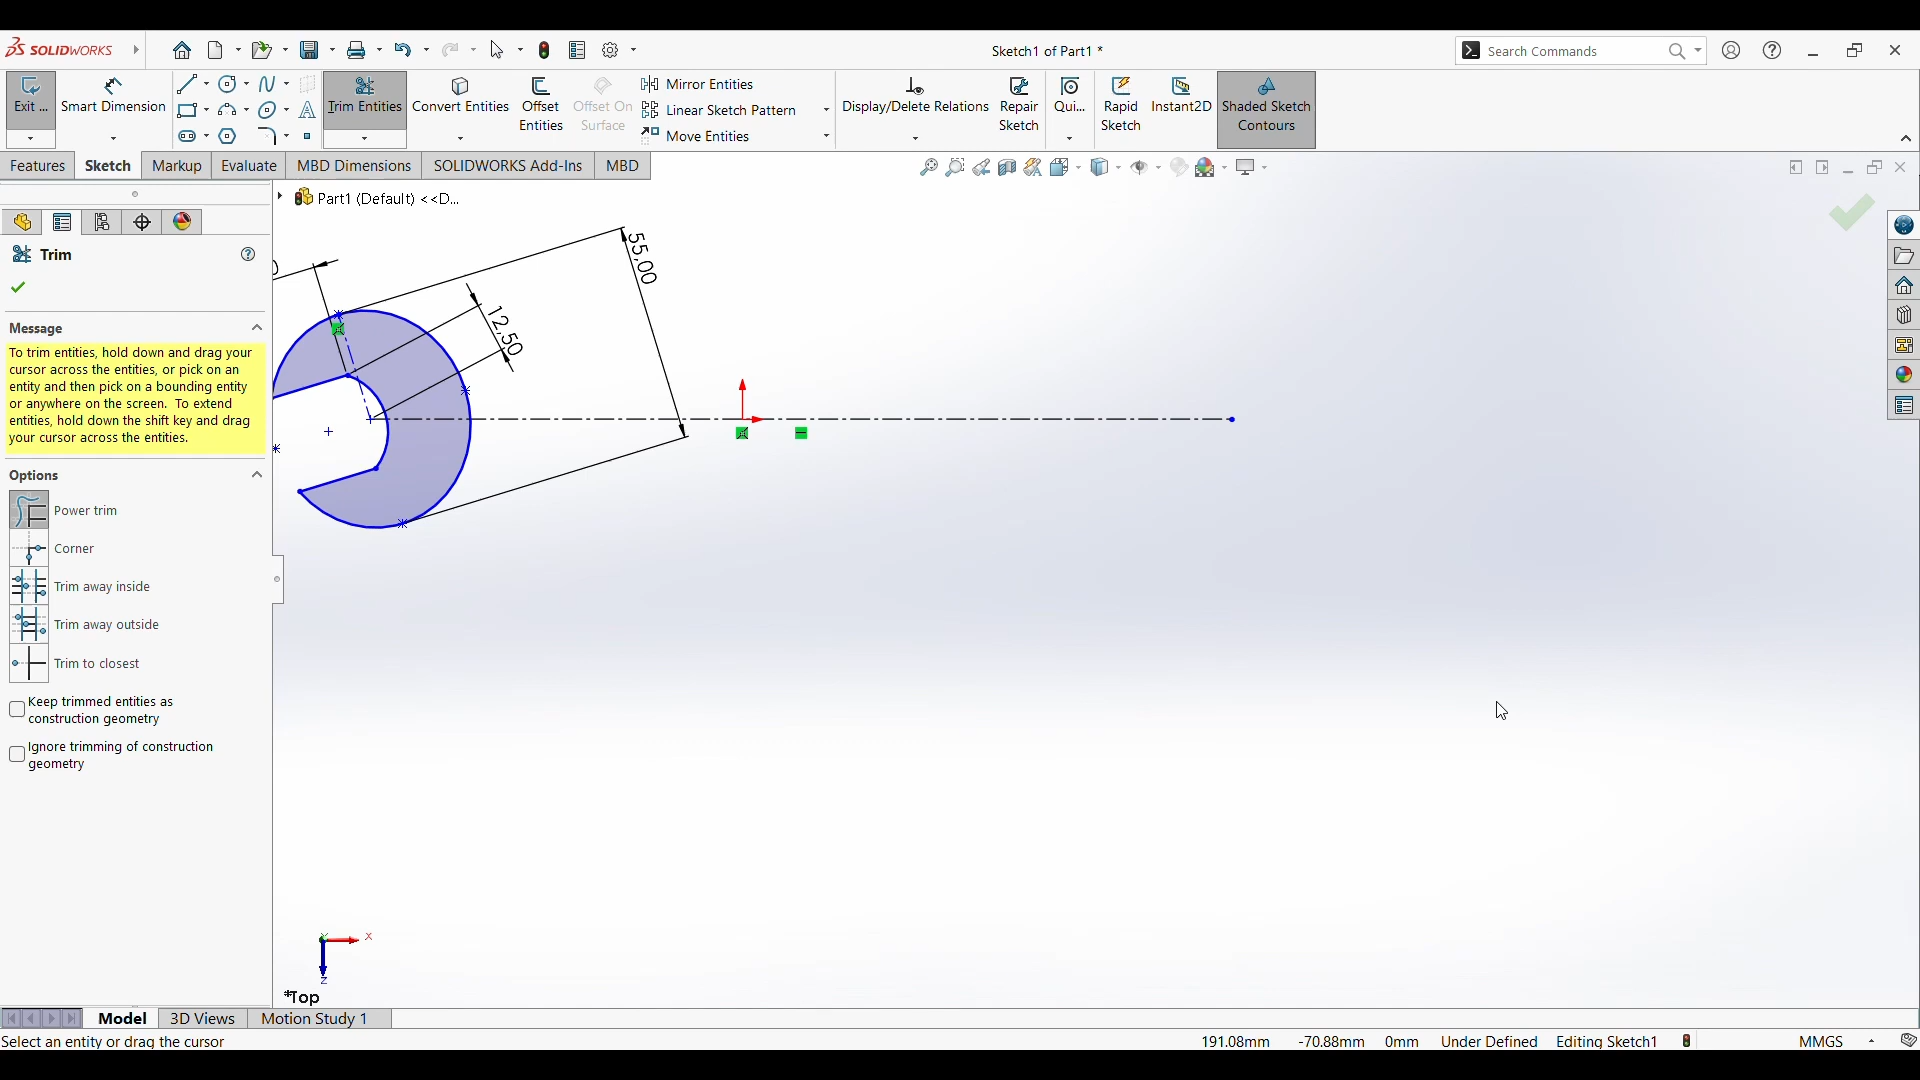 SOLIDWORKS
Sketch1 of Part1 *
Search Commands
Exit ...
Smart Dimension
Trim Entities
Convert Entities
Offset
Entities
Offset On
Surface
Mirror Entities
Linear Sketch Pattern
Move Entities
Display/Delete Relations
Repair
Sketch
Qui...
Rapid
Sketch
Instant2D
Shaded Sketch
Contours
Features
Sketch
Markup
Evaluate
MBD Dimensions
SOLIDWORKS Add-Ins
MBD
Part1 (Default) <<D...
Trim
Message
To trim entities, hold down and drag your
cursor across the entities, or pick on an
entity and then pick on a bounding entity
or anywhere on the screen. To extend
entities, hold down the shift key and drag
your cursor across the entities.
Options
Power trim
Corner
Trim away inside
Trim away outside
Trim to closest
Keep trimmed entities as
construction geometry
Ignore trimming of construction
geometry
55,00
12,50
X
Y
Z
*Top
Model
3D Views
Motion Study 1
Select an entity or drag the cursor
191.08mm
-70.88mm
0mm
Under Defined
Editing Sketch1
MMGS